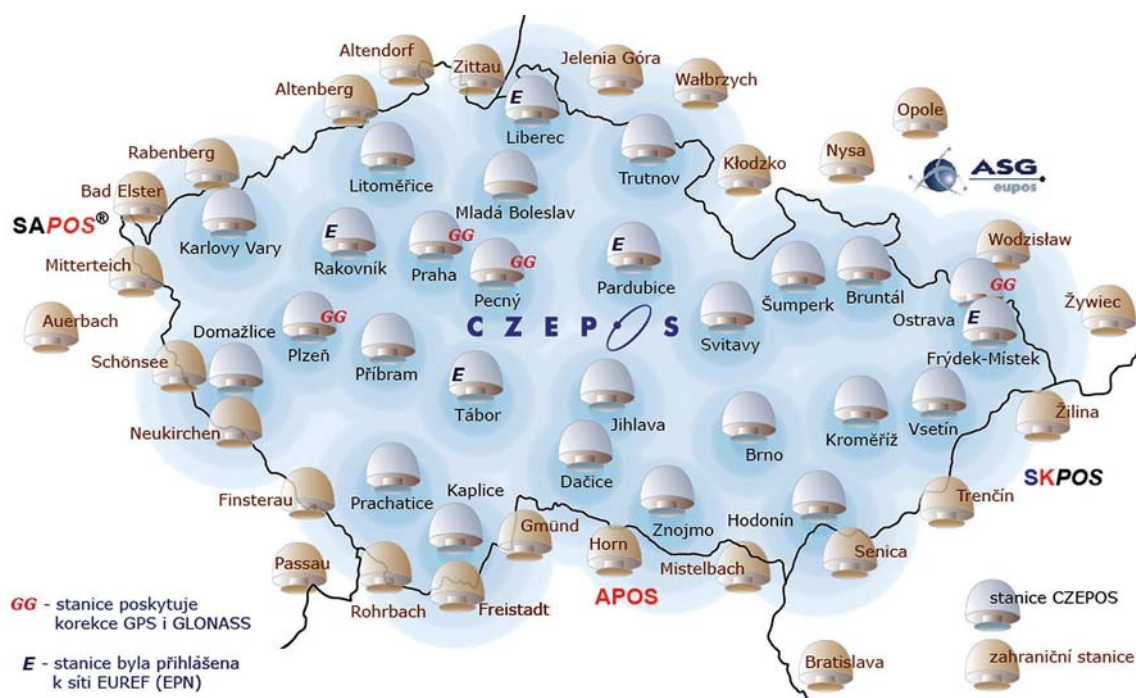 Altendorf
Zittau
Jelenia Góra
Wałbrzych
Altenberg
E
Liberec
Opole
Rabenberg
Litoměřice
Trutnov
Kłodzko
Nysa
ASG
eupos
Bad Elster
Mladá Boleslav
SAPOS®
Karlovy Vary
E
Rakovník
GG
Praha
GG
Pecný
E
Pardubice
Šumperk
Bruntál
Wodzisław
GG
Ostrava
Mitterteich
Auerbach
Domažlice
GG
Plzeň
CZEPOS
Svitavy
E
Frýdek-Místek
Żywiec
Schönsee
Příbram
E
Tábor
Jihlava
Brno
Kroměříž
Vsetín
Žilina
Neukirchen
SKPOS
Finsterau
Prachatice
Kaplice
Dačice
Znojmo
Hodonín
Trenčín
Gmünd
Horn
Mistelbach
Senica
Passau
Rohrbach
Freistadt
APOS
Bratislava
GG - stanice poskytuje
korekce GPS i GLONASS
E - stanice byla přihlášena
k síti EUREF (EPN)
stanice CZEPOS
zahraniční stanice